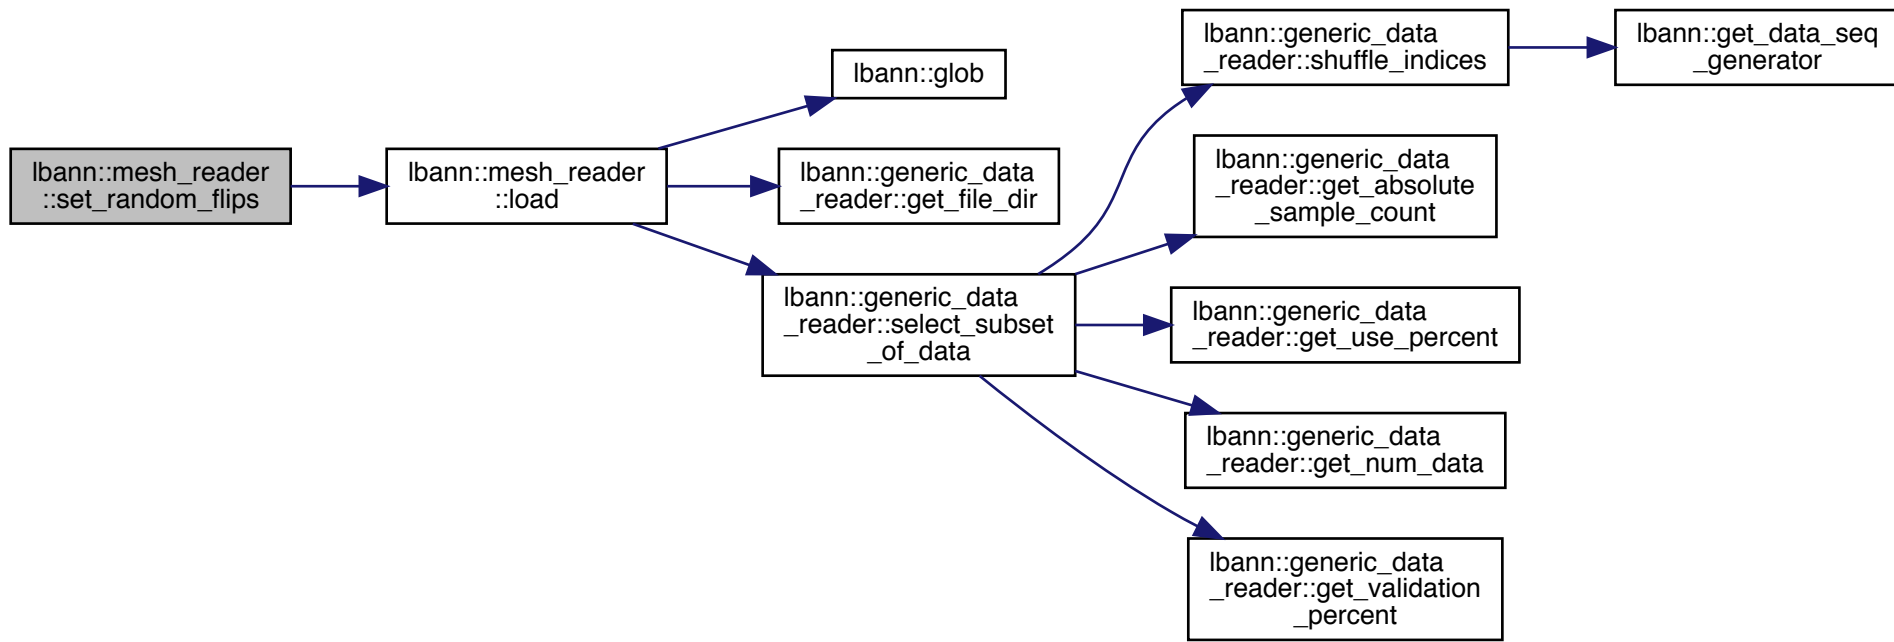 lbann::mesh_reader
::set_random_flips
lbann::mesh_reader
::load
lbann::glob
lbann::generic_data
_reader::get_file_dir
lbann::generic_data
_reader::select_subset
_of_data
lbann::generic_data
_reader::shuffle_indices
lbann::get_data_seq
_generator
lbann::generic_data
_reader::get_absolute
_sample_count
lbann::generic_data
_reader::get_use_percent
lbann::generic_data
_reader::get_num_data
lbann::generic_data
_reader::get_validation
_percent